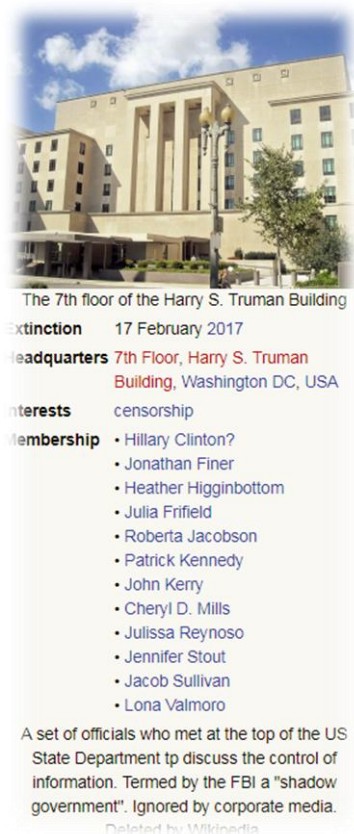 The 7th floor of the Harry S. Truman Building
Extinction 17 February 2017
Headquarters 7th Floor, Harry S. Truman
Building, Washington DC, USA
Interests censorship
Membership • Hillary Clinton?
• Jonathan Finer
• Heather Higginbottom
• Julia Frifield
• Roberta Jacobson
• Patrick Kennedy
• John Kerry
• Cheryl D. Mills
• Julissa Reynoso
• Jennifer Stout
• Jacob Sullivan
• Lona Valmoro
A set of officials who met at the top of the US
State Department tp discuss the control of
information. Termed by the FBI a "shadow
government". Ignored by corporate media.
Deleted by Wikipedia